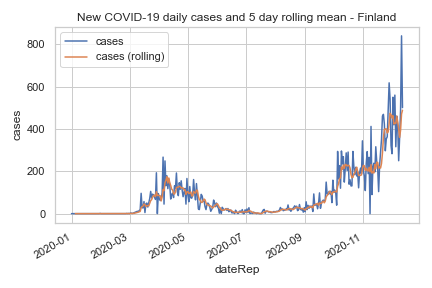 New COVID-19 daily cases and 5 day rolling mean - Finland
cases
cases (rolling)
800
600
400
200
0
cases
2020-01
2020-03
2020-05
2020-07
2020-09
2020-11
dateRep